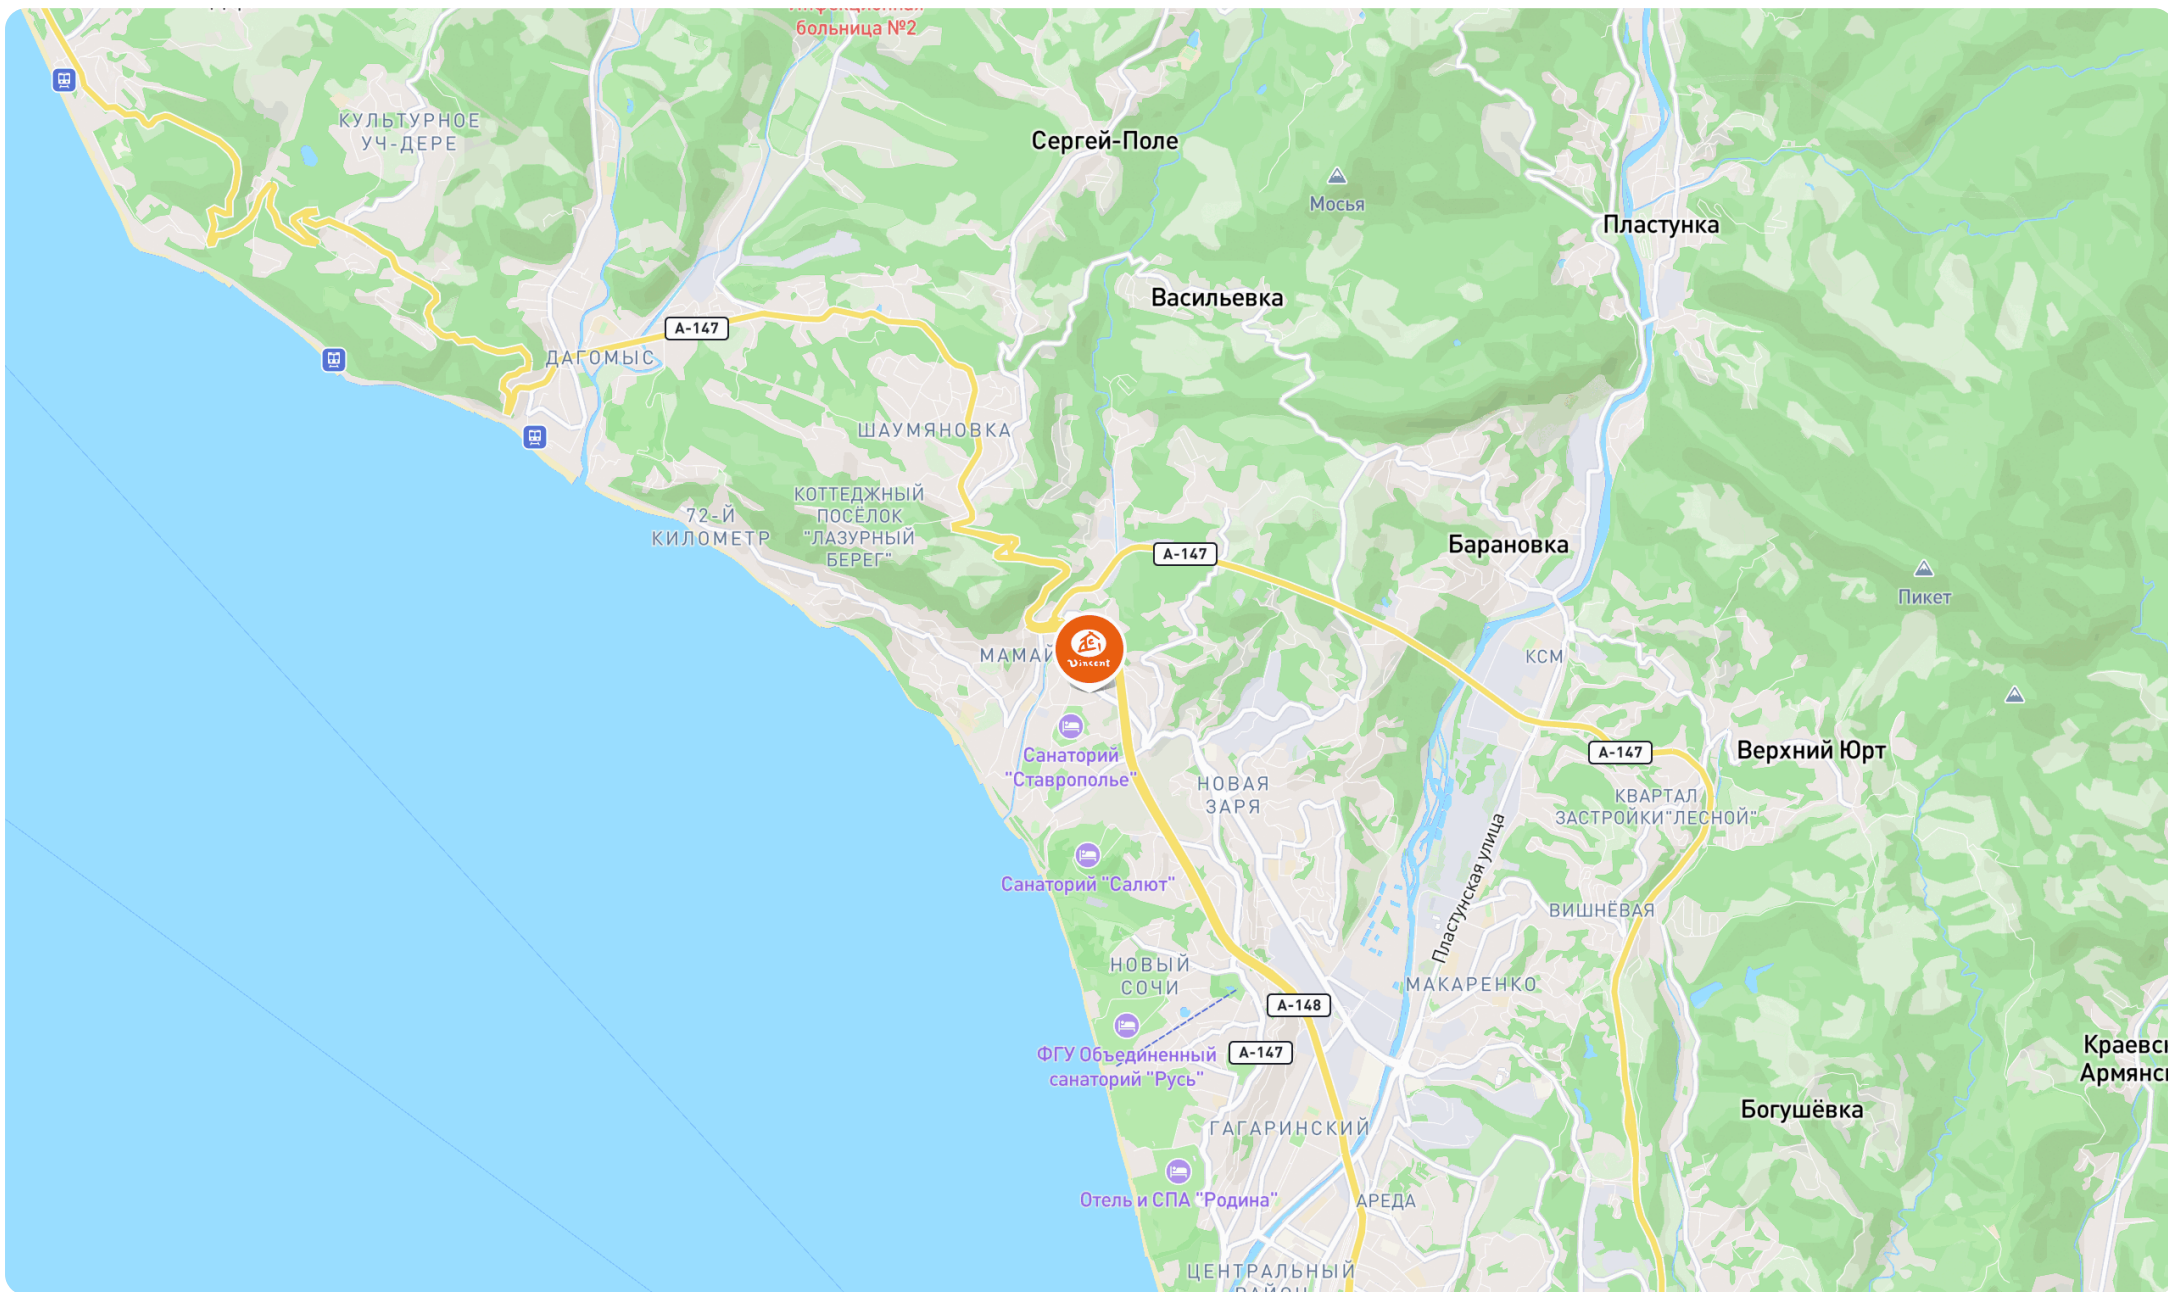 больница №2
КУЛЬТУРНОЕ
УЧ-ДЕРЕ
Сергей-Поле
Мосья
Пластунка
Васильевка
А-147
ДАГОМЫС
ШАУМЯНОВКА
КОТТЕДЖНЫЙ
ПОСЁЛОК
"ЛАЗУРНЫЙ
БЕРЕГ"
72-Й
КИЛОМЕТР
А-147
Барановка
Пикет
МАМАЙ
Vincent
КСМ
Санаторий
"Ставрополье"
А-147
Верхний Юрт
НОВАЯ
ЗАРЯ
КВАРТАЛ
ЗАСТРОЙКИ"ЛЕСНОЙ"
Пластунская улица
Санаторий "Салют"
ВИШНЁВАЯ
НОВЫЙ
СОЧИ
МАКАРЕНКО
А-148
А-147
ФГУ Объединенный
санаторий "Русь"
Краевс
Армянс
Богушёвка
ГАГАРИНСКИЙ
Отель и СПА "Родина"
АРЕДА
ЦЕНТРАЛЬНЫЙ